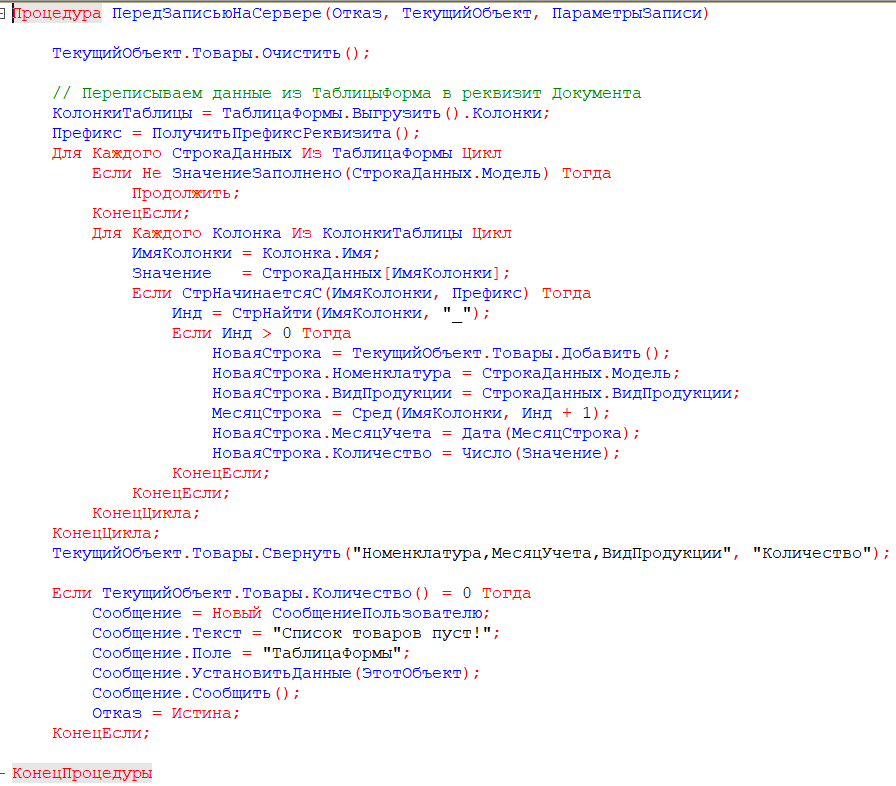 Процедура ПередЗаписьюНаСервере(Отказ, ТекущийОбъект, ПараметрыЗаписи)
ТекущийОбъект.Товары.Очистить();
// Переписываем данные из ТаблицыФорма в реквизит Документа
КолонкиТаблицы = ТаблицаФормы.Выгрузить().Колонки;
Префикс = ПолучитьПрефиксРеквизита();
Для Каждого СтрокаДанных Из ТаблицаФормы Цикл
Если Не ЗначениеЗаполнено(СтрокаДанных.Модель) Тогда
Продолжить;
КонецЕсли;
Для Каждого Колонка Из КолонкиТаблицы Цикл
ИмяКолонки = Колонка.Имя;
Значение   = СтрокаДанных[ИмяКолонки];
Если СтрНачинаетсяС(ИмяКолонки, Префикс) Тогда
Инд = СтрНайти(ИмяКолонки, "_");
Если Инд > 0 Тогда
НоваяСтрока = ТекущийОбъект.Товары.Добавить();
НоваяСтрока.Номенклатура = СтрокаДанных.Модель;
НоваяСтрока.ВидПродукции = СтрокаДанных.ВидПродукции;
МесяцСтрока = Сред(ИмяКолонки, Инд + 1);
НоваяСтрока.МесяцУчета = Дата(МесяцСтрока);
НоваяСтрока.Количество = Число(Значение);
КонецЕсли;
КонецЕсли;
КонецЦикла;
КонецЦикла;
ТекущийОбъект.Товары.Свернуть("Номенклатура,МесяцУчета,ВидПродукции", "Количество");
Если ТекущийОбъект.Товары.Количество() = 0 Тогда
Сообщение = Новый СообщениеПользователю;
Сообщение.Текст = "Список товаров пуст!";
Сообщение.Поле = "ТаблицаФормы";
Сообщение.УстановитьДанные(ЭтотОбъект);
Сообщение.Сообщить();
Отказ = Истина;
КонецЕсли;
КонецПроцедуры